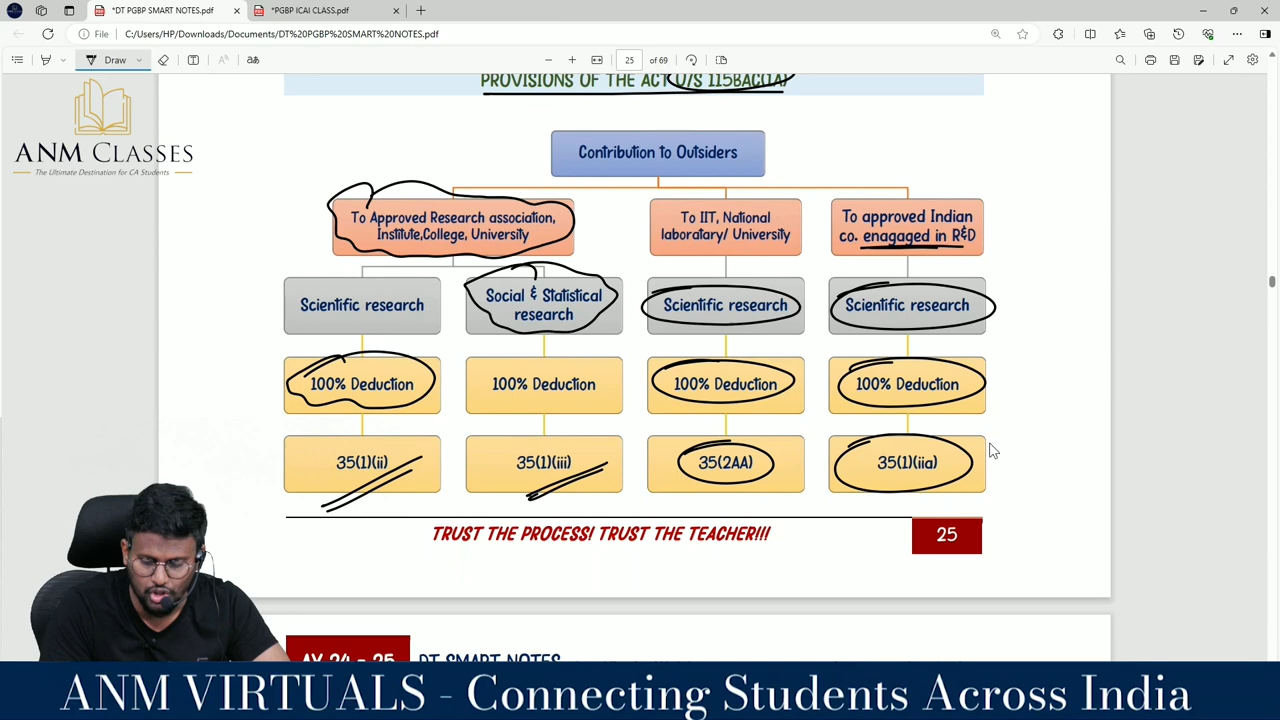 *DT PGBP SMART NOTES.pdf
*PGBP ICAI CLASS.pdf
File
C:/Users/HP/Downloads/Documents/DT%20PGBP%20SMART%20NOTES.pdf
Draw
25 of 69
PROVISIONS OF THE ACT U/S 115BAC(1A)
ANM CLASSES
The Ultimate Destination for CA Students
Contribution to Outsiders
To Approved Research association,
Institute,College, University
To IIT, National
laboratary/ University
To approved Indian
co. enagaged in R&D
Scientific research
Social & Statistical
research
Scientific research
Scientific research
100% Deduction
100% Deduction
100% Deduction
100% Deduction
35(1)(ii)
35(1)(iii)
35(2AA)
35(1)(iia)
TRUST THE PROCESS! TRUST THE TEACHER!!!
25
AY 24 - 25
DT SMART NOTES
ANM VIRTUALS - Connecting Students Across India